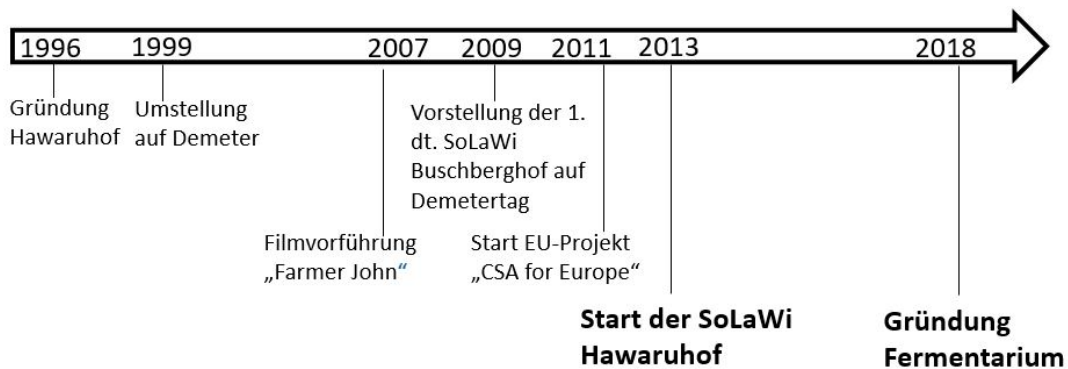 1996 1999 2007 2009 2011 2013 2018
Gründung
Hawaruhof
Umstellung
auf Demeter
Filmvorführung
„Farmer John“
Vorstellung der 1.
dt. SoLaWi
Buschberghof auf
Demetertag
Start EU-Projekt
„CSA for Europe“
Start der SoLaWi
Hawaruhof
Gründung
Fermentarium